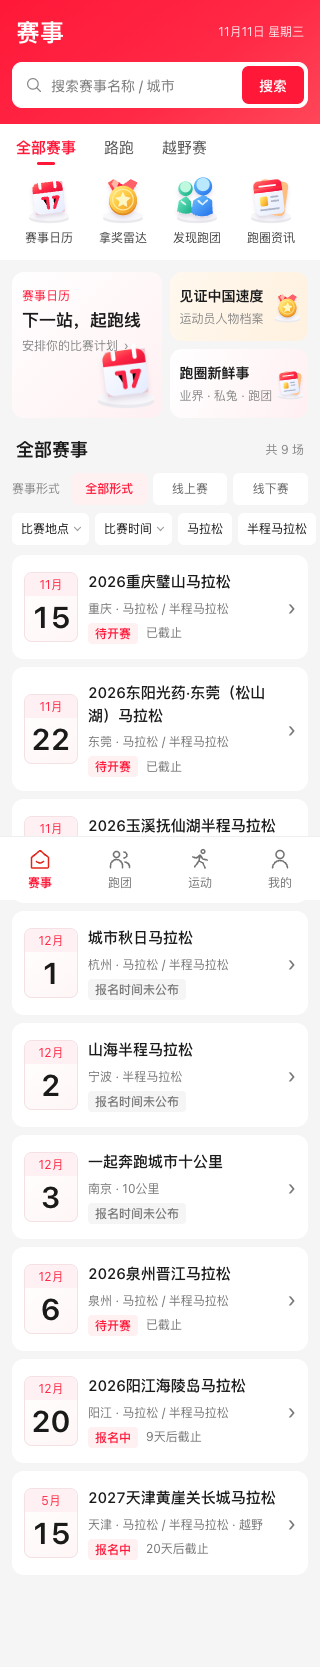 赛事
11月11日 星期三
搜索赛事名称 / 城市
搜索
全部赛事
路跑
越野赛
赛事日历
拿奖雷达
发现跑团
跑圈资讯
赛事日历
下一站，起跑线
安排你的比赛计划 ›
17
见证中国速度
运动员人物档案
跑圈新鲜事
业界 · 私兔 · 跑团
全部赛事
共 9 场
赛事形式
全部形式
线上赛
线下赛
比赛地点
比赛时间
马拉松
半程马拉松
11月
15
2026重庆璧山马拉松
重庆 · 马拉松 / 半程马拉松
待开赛 已截止
11月
22
2026东阳光药·东莞（松山
湖）马拉松
东莞 · 马拉松 / 半程马拉松
待开赛 已截止
11月
2026玉溪抚仙湖半程马拉松
赛事
跑团
运动
我的
12月
1
城市秋日马拉松
杭州 · 马拉松 / 半程马拉松
报名时间未公布
12月
2
山海半程马拉松
宁波 · 半程马拉松
报名时间未公布
12月
3
一起奔跑城市十公里
南京 · 10公里
报名时间未公布
12月
6
2026泉州晋江马拉松
泉州 · 马拉松 / 半程马拉松
待开赛 已截止
12月
20
2026阳江海陵岛马拉松
阳江 · 马拉松 / 半程马拉松
报名中 9天后截止
5月
15
2027天津黄崖关长城马拉松
天津 · 马拉松 / 半程马拉松 · 越野
报名中 20天后截止